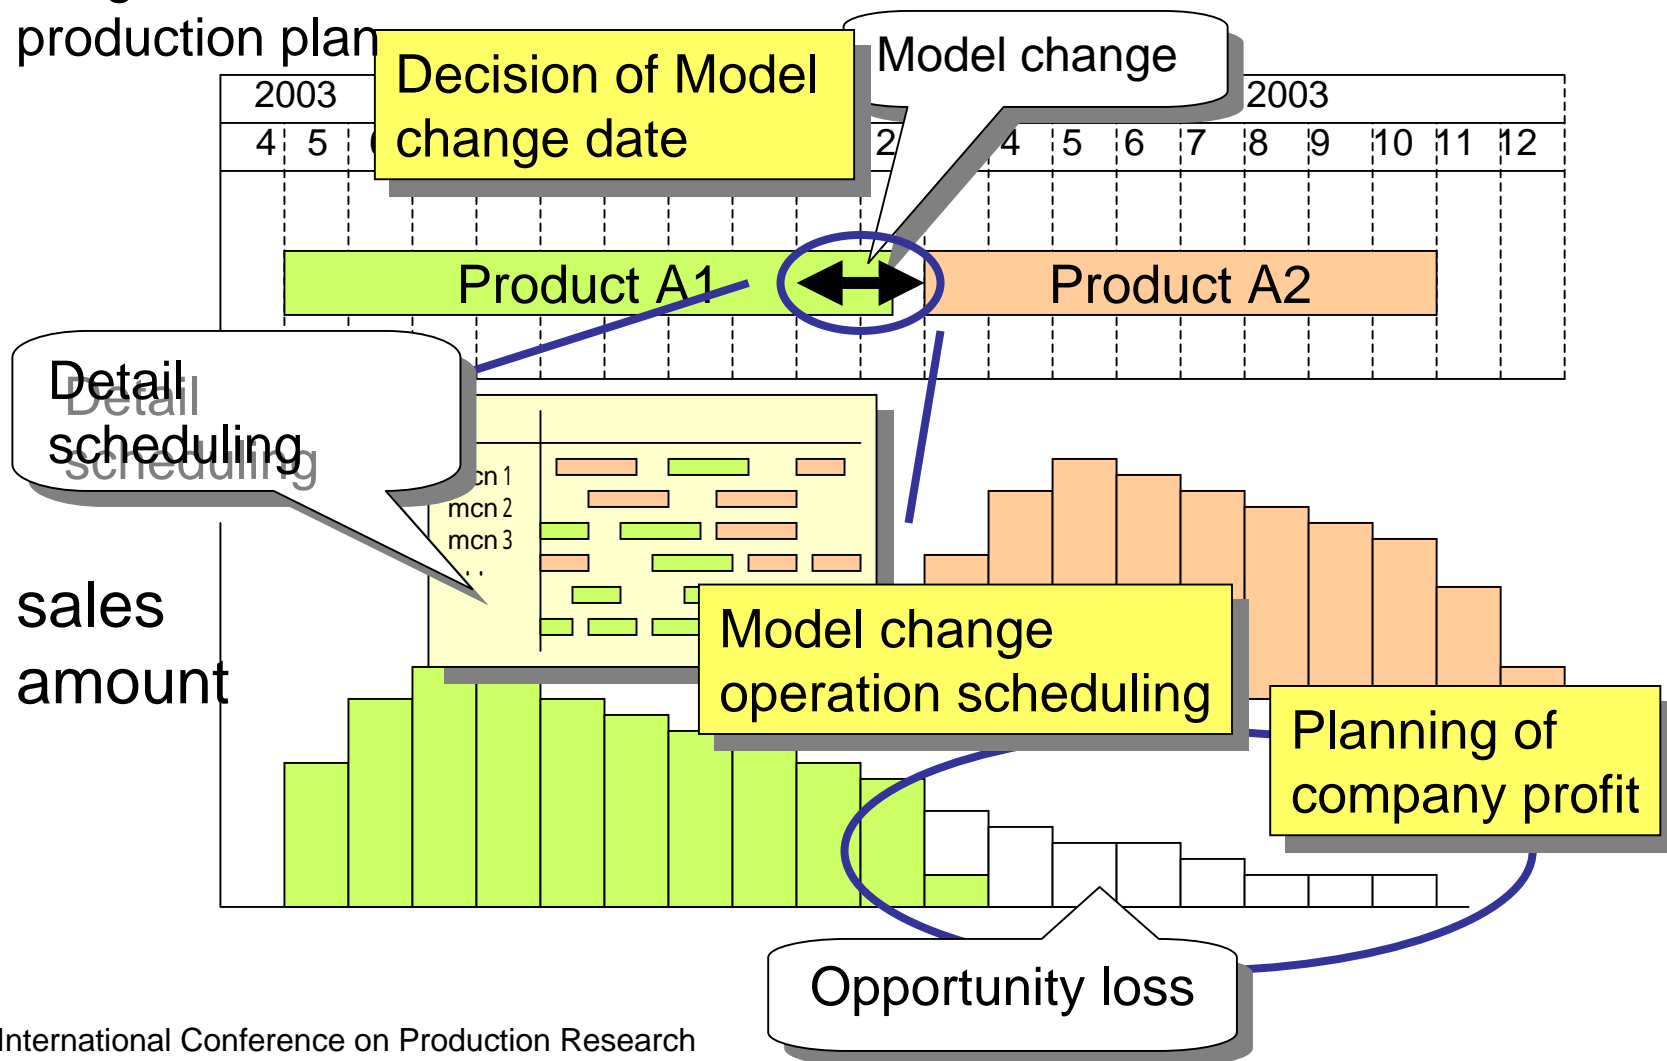 production plan
Decision of Model
change date
Model change
2003
2003
4 5 2 4 5 6 7 8 9 10 11 12
Product A1
Product A2
Detail
scheduling
mcn 1
mcn 2
mcn 3
. .
sales
amount
Model change
operation scheduling
Planning of
company profit
Opportunity loss
International Conference on Production Research